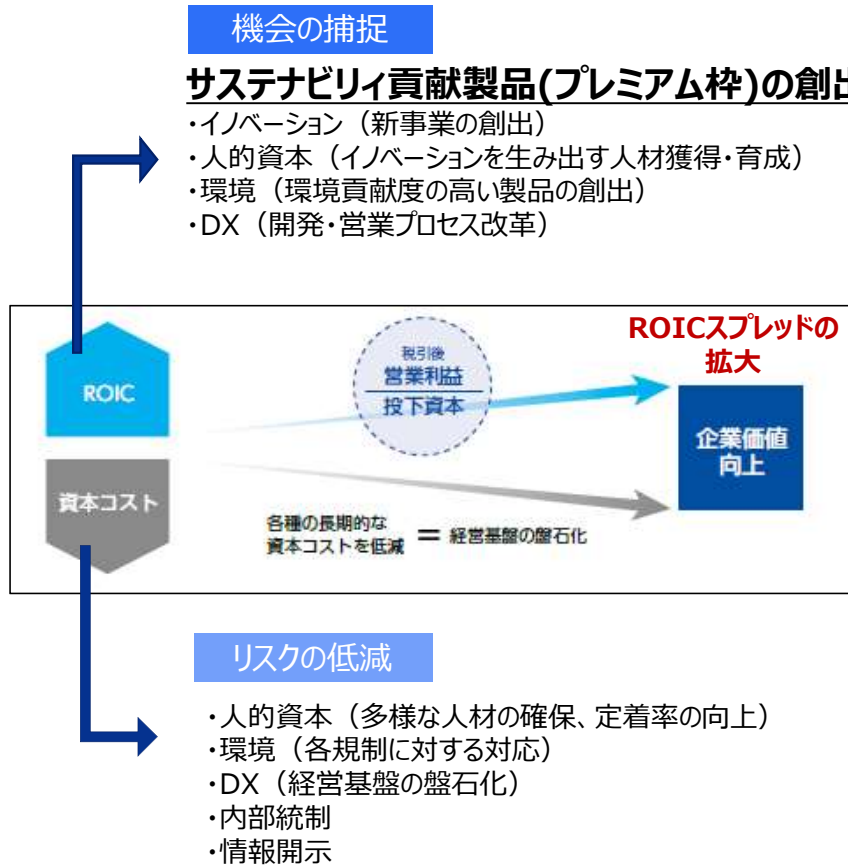 機会の捕捉
サステナビリィ貢献製品(プレミアム枠)の創出
・イノベーション（新事業の創出）
・人的資本（イノベーションを生み出す人材獲得・育成）
・環境（環境貢献度の高い製品の創出）
・DX（開発・営業プロセス改革）
ROICスプレッドの
拡大
税引後
営業利益
投下資本
ROIC
企業価値
向上
資本コスト
各種の長期的な
資本コストを低減 ＝ 経営基盤の盤石化
リスクの低減
・人的資本（多様な人材の確保、定着率の向上）
・環境（各規制に対する対応）
・DX（経営基盤の盤石化）
・内部統制
・情報開示